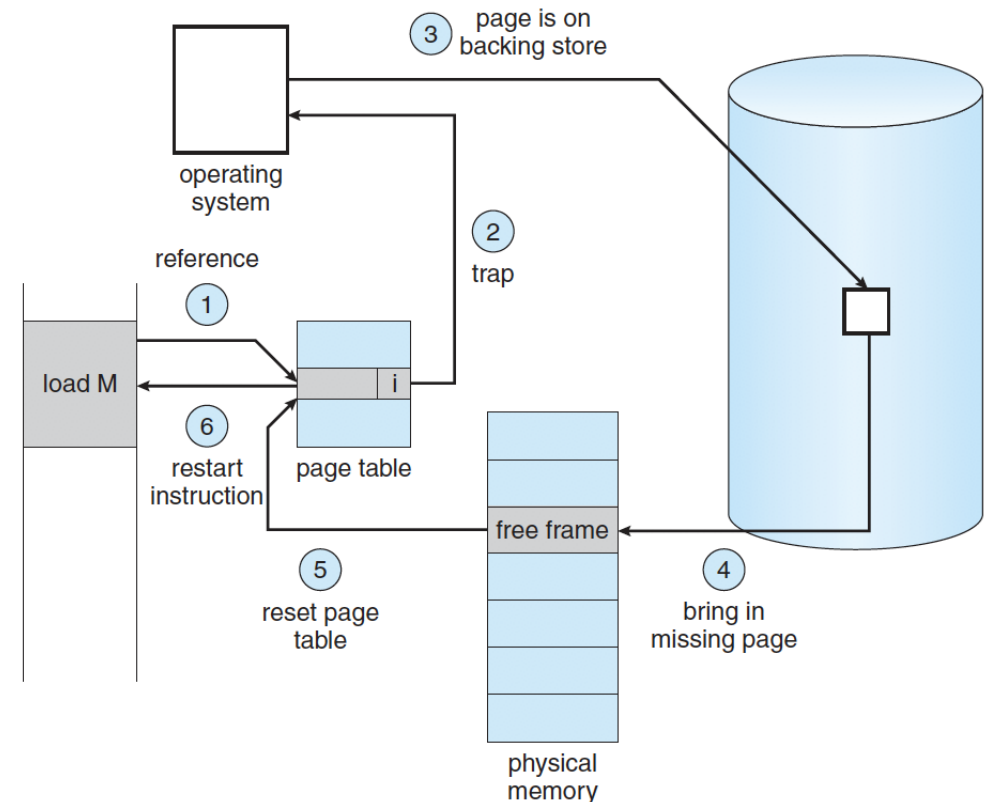 3
page is on
backing store
operating
system
2
trap
reference
1
load M
i
6
restart
instruction
page table
free frame
5
reset page
table
4
bring in
missing page
physical
memory